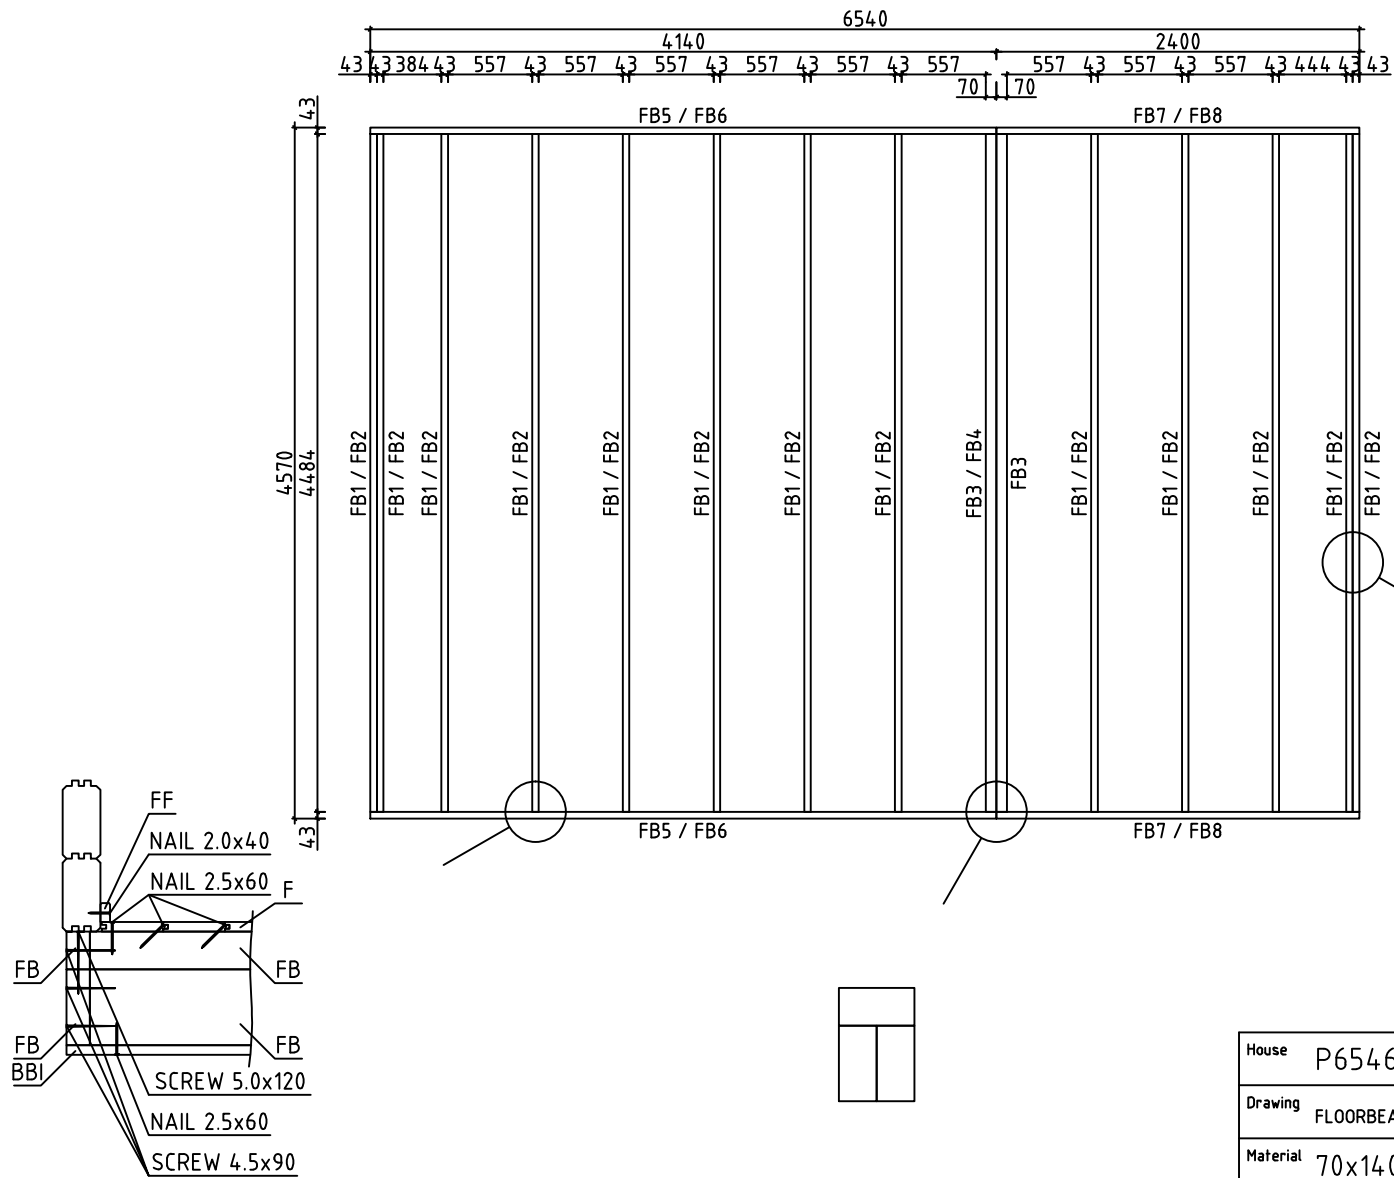 6540
4140 2400
43 43 384 43 557 43 557 43 557 43 557 43 557 43 557 557 43 557 43 557 43 444 43 43
70 70
43
FB5 / FB6 FB7 / FB8
4570
4484
FB1 / FB2
FB1 / FB2
FB1 / FB2
FB1 / FB2
FB1 / FB2
FB1 / FB2
FB1 / FB2
FB1 / FB2
FB3 / FB4
FB3
FB1 / FB2
FB1 / FB2
FB1 / FB2
FB1 / FB2
FB1 / FB2
43
FB5 / FB6 FB7 / FB8
FF
NAIL 2.0x40
NAIL 2.5x60
F
FB FB
FB FB
BBI
SCREW 5.0x120
NAIL 2.5x60
SCREW 4.5x90
House P6546
Drawing FLOORBEA
Material 70x140